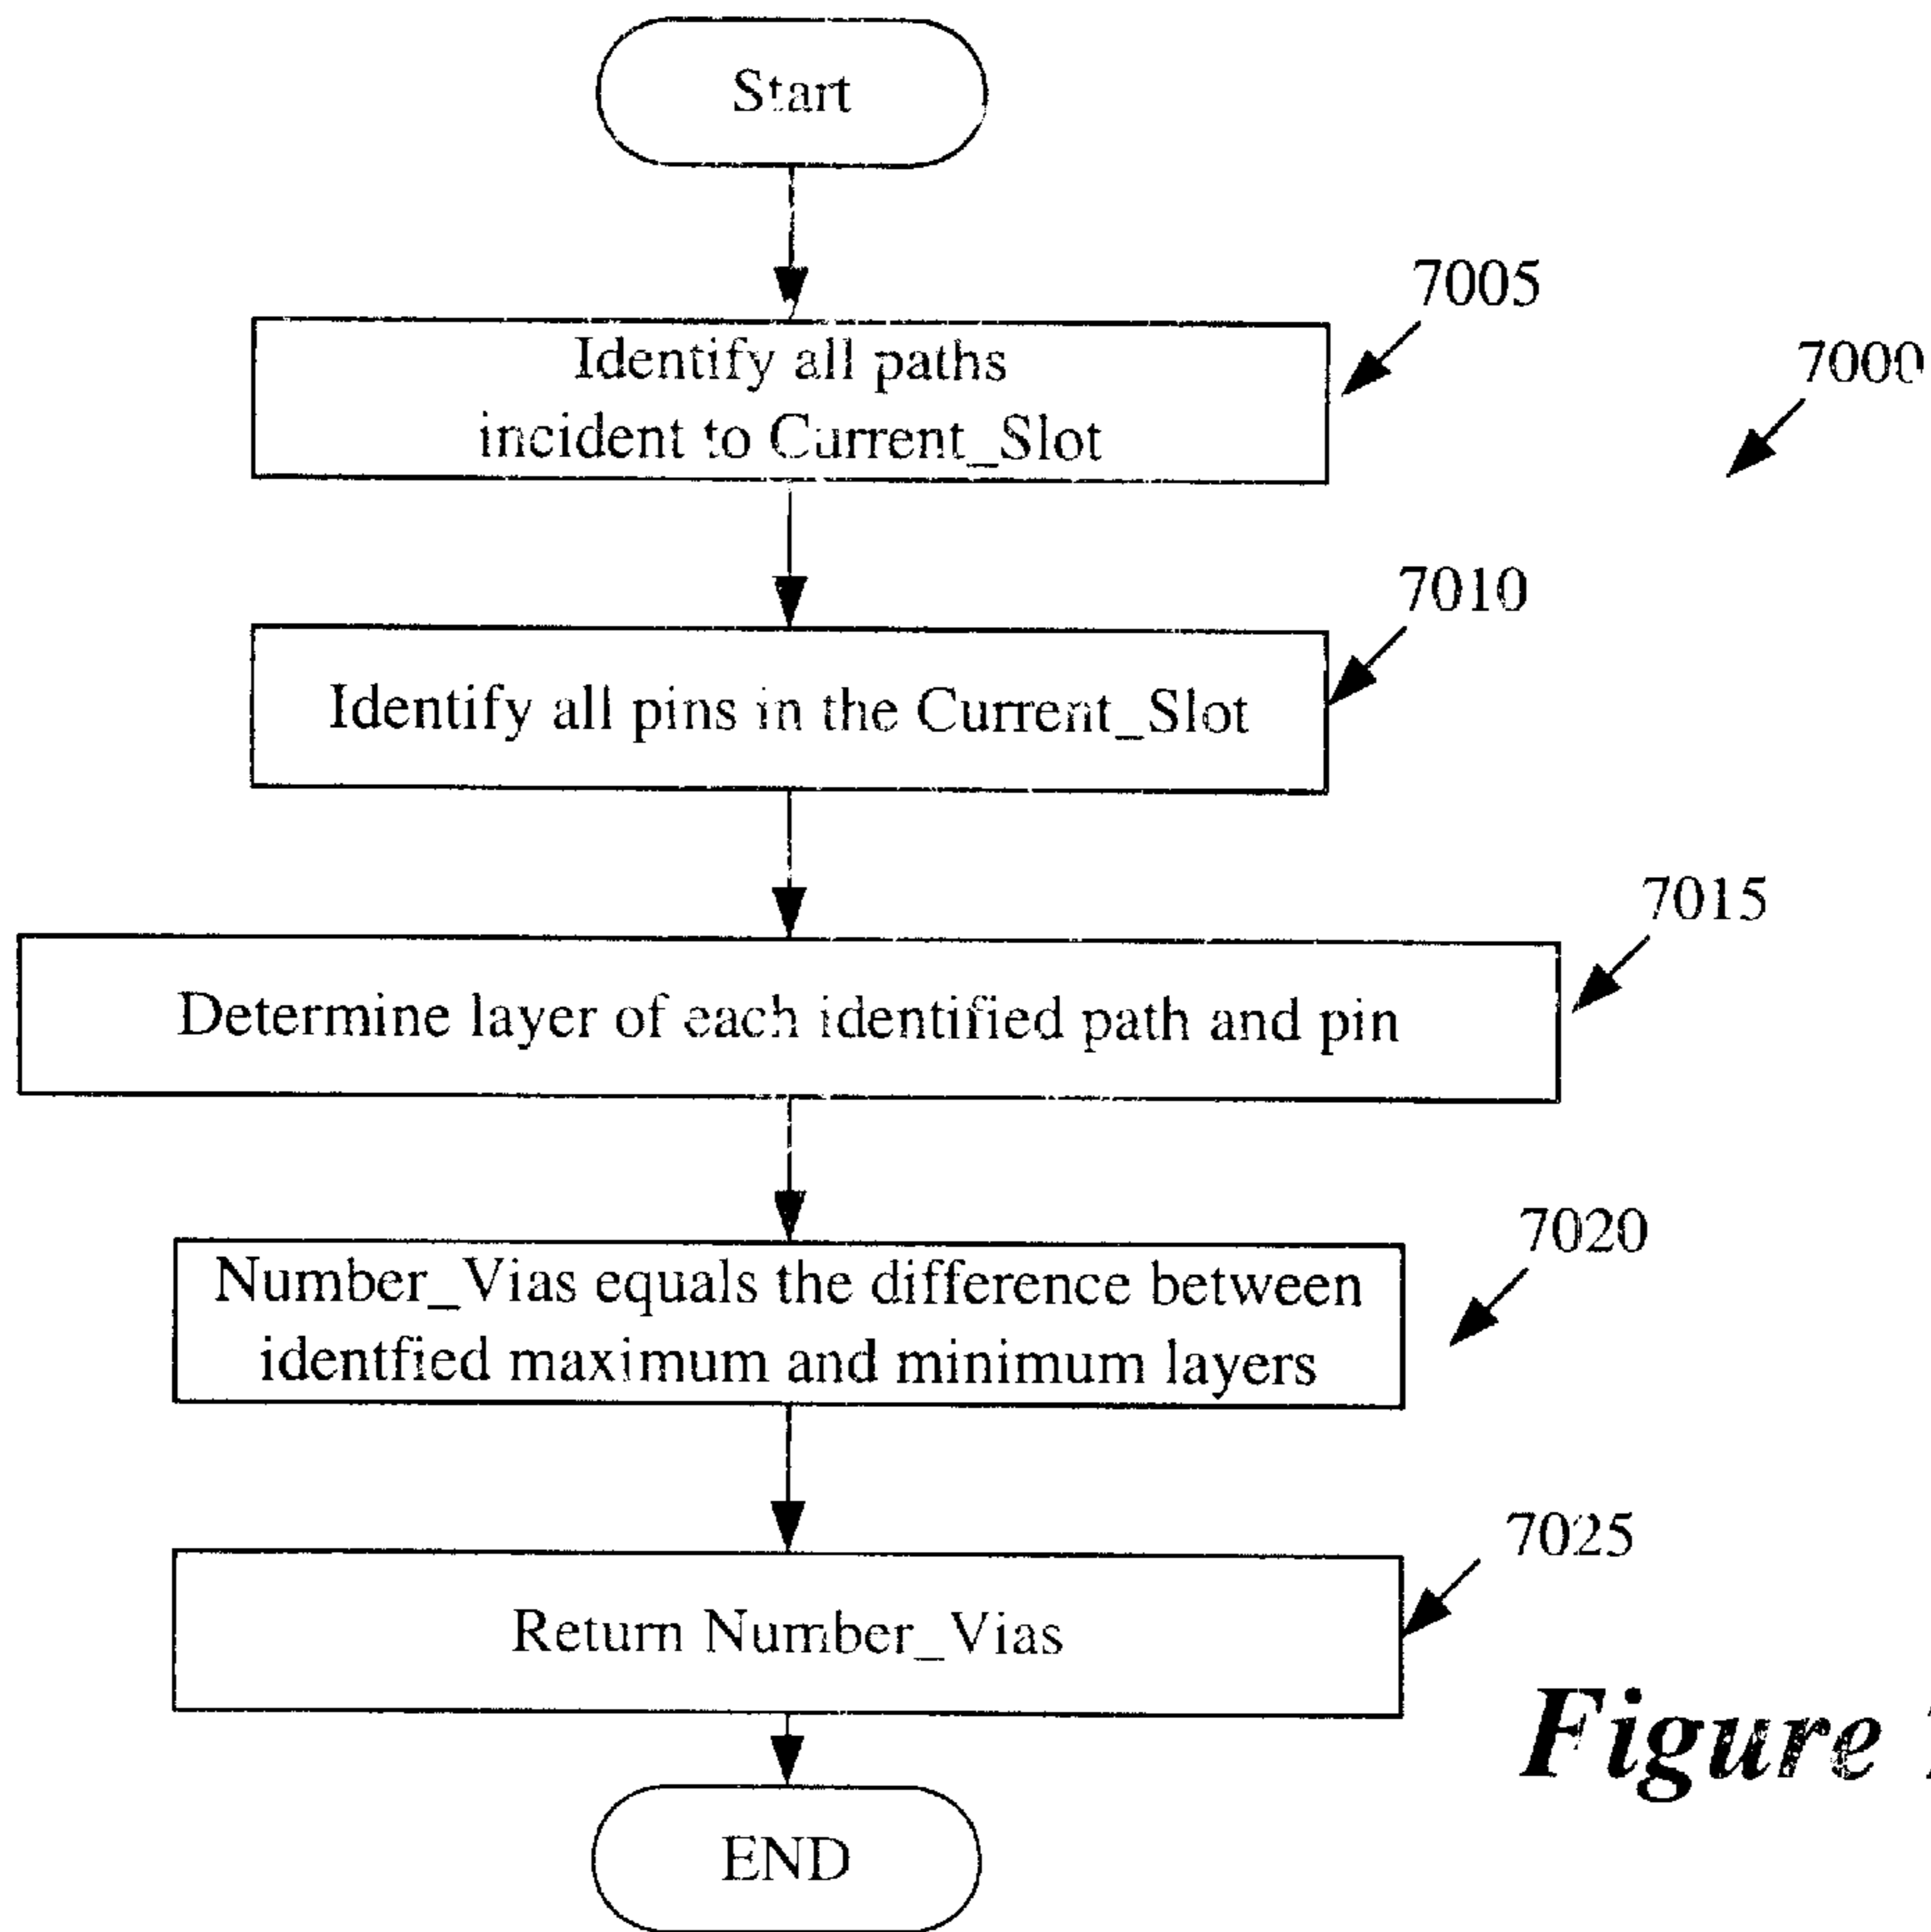 Start
7005
Identify all paths
incident to Current_Slot
7000
7010
Identify all pins in the Current_Slot
7015
Determine layer of each identified path and pin
7020
Number_Vias equals the difference between
identfied maximum and minimum layers
7025
Return Number_Vias
Figure
END